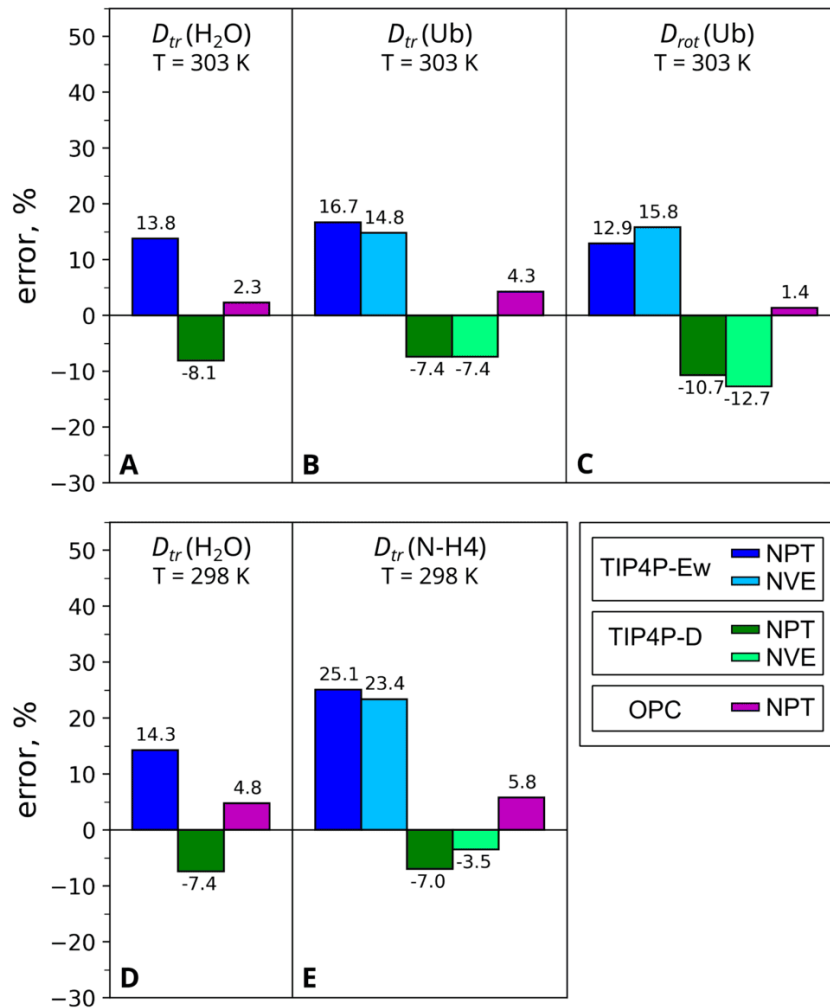 D_tr(H₂O)
T = 303 K
D_tr(Ub)
T = 303 K
D_rot(Ub)
T = 303 K
error, %
50
40
30
20
10
0
−10
−20
−30
13.8
-8.1
2.3
A
16.7
14.8
-7.4
-7.4
4.3
B
12.9
15.8
-10.7
-12.7
1.4
C
D_tr(H₂O)
T = 298 K
D_tr(N-H4)
T = 298 K
error, %
50
40
30
20
10
0
−10
−20
−30
14.3
-7.4
4.8
D
25.1
23.4
-7.0
-3.5
5.8
E
TIP4P-Ew
NPT
NVE
TIP4P-D
NPT
NVE
OPC
NPT